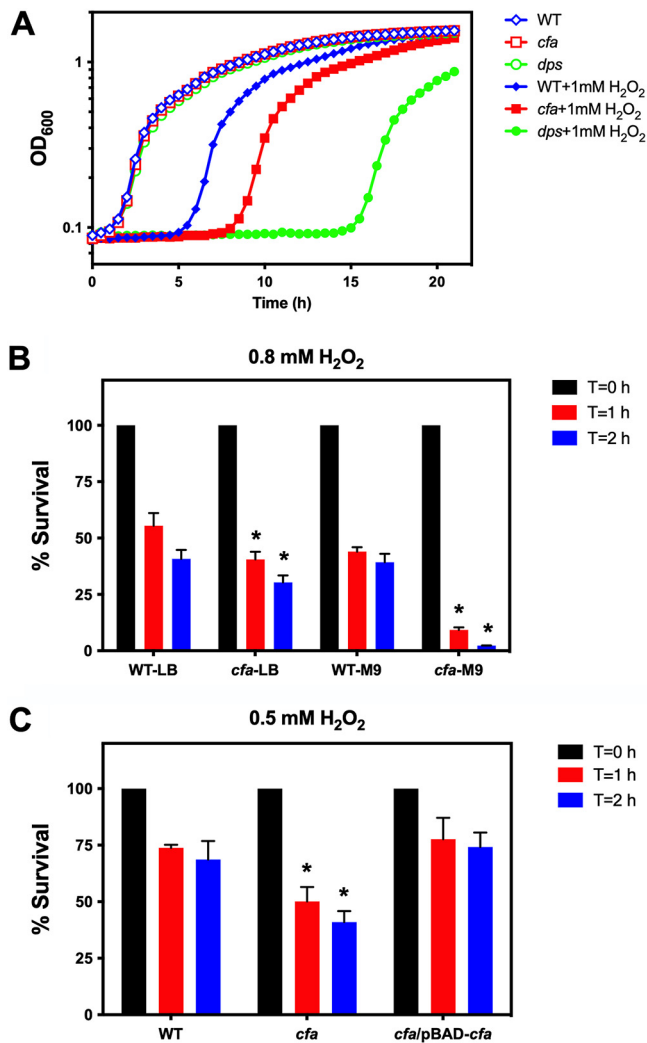 A
WT
cfa
dps
WT+1mM H₂O₂
cfa+1mM H₂O₂
dps+1mM H₂O₂
1
0.1
OD₆₀₀
0 5 10 15 20
Time (h)
B
0.8 mM H₂O₂
T=0 h
T=1 h
T=2 h
100
75
50
25
0
% Survival
* * * *
WT-LB cfa-LB WT-M9 cfa-M9
C
0.5 mM H₂O₂
T=0 h
T=1 h
T=2 h
100
75
50
25
0
% Survival
* *
WT cfa cfa/pBAD-cfa